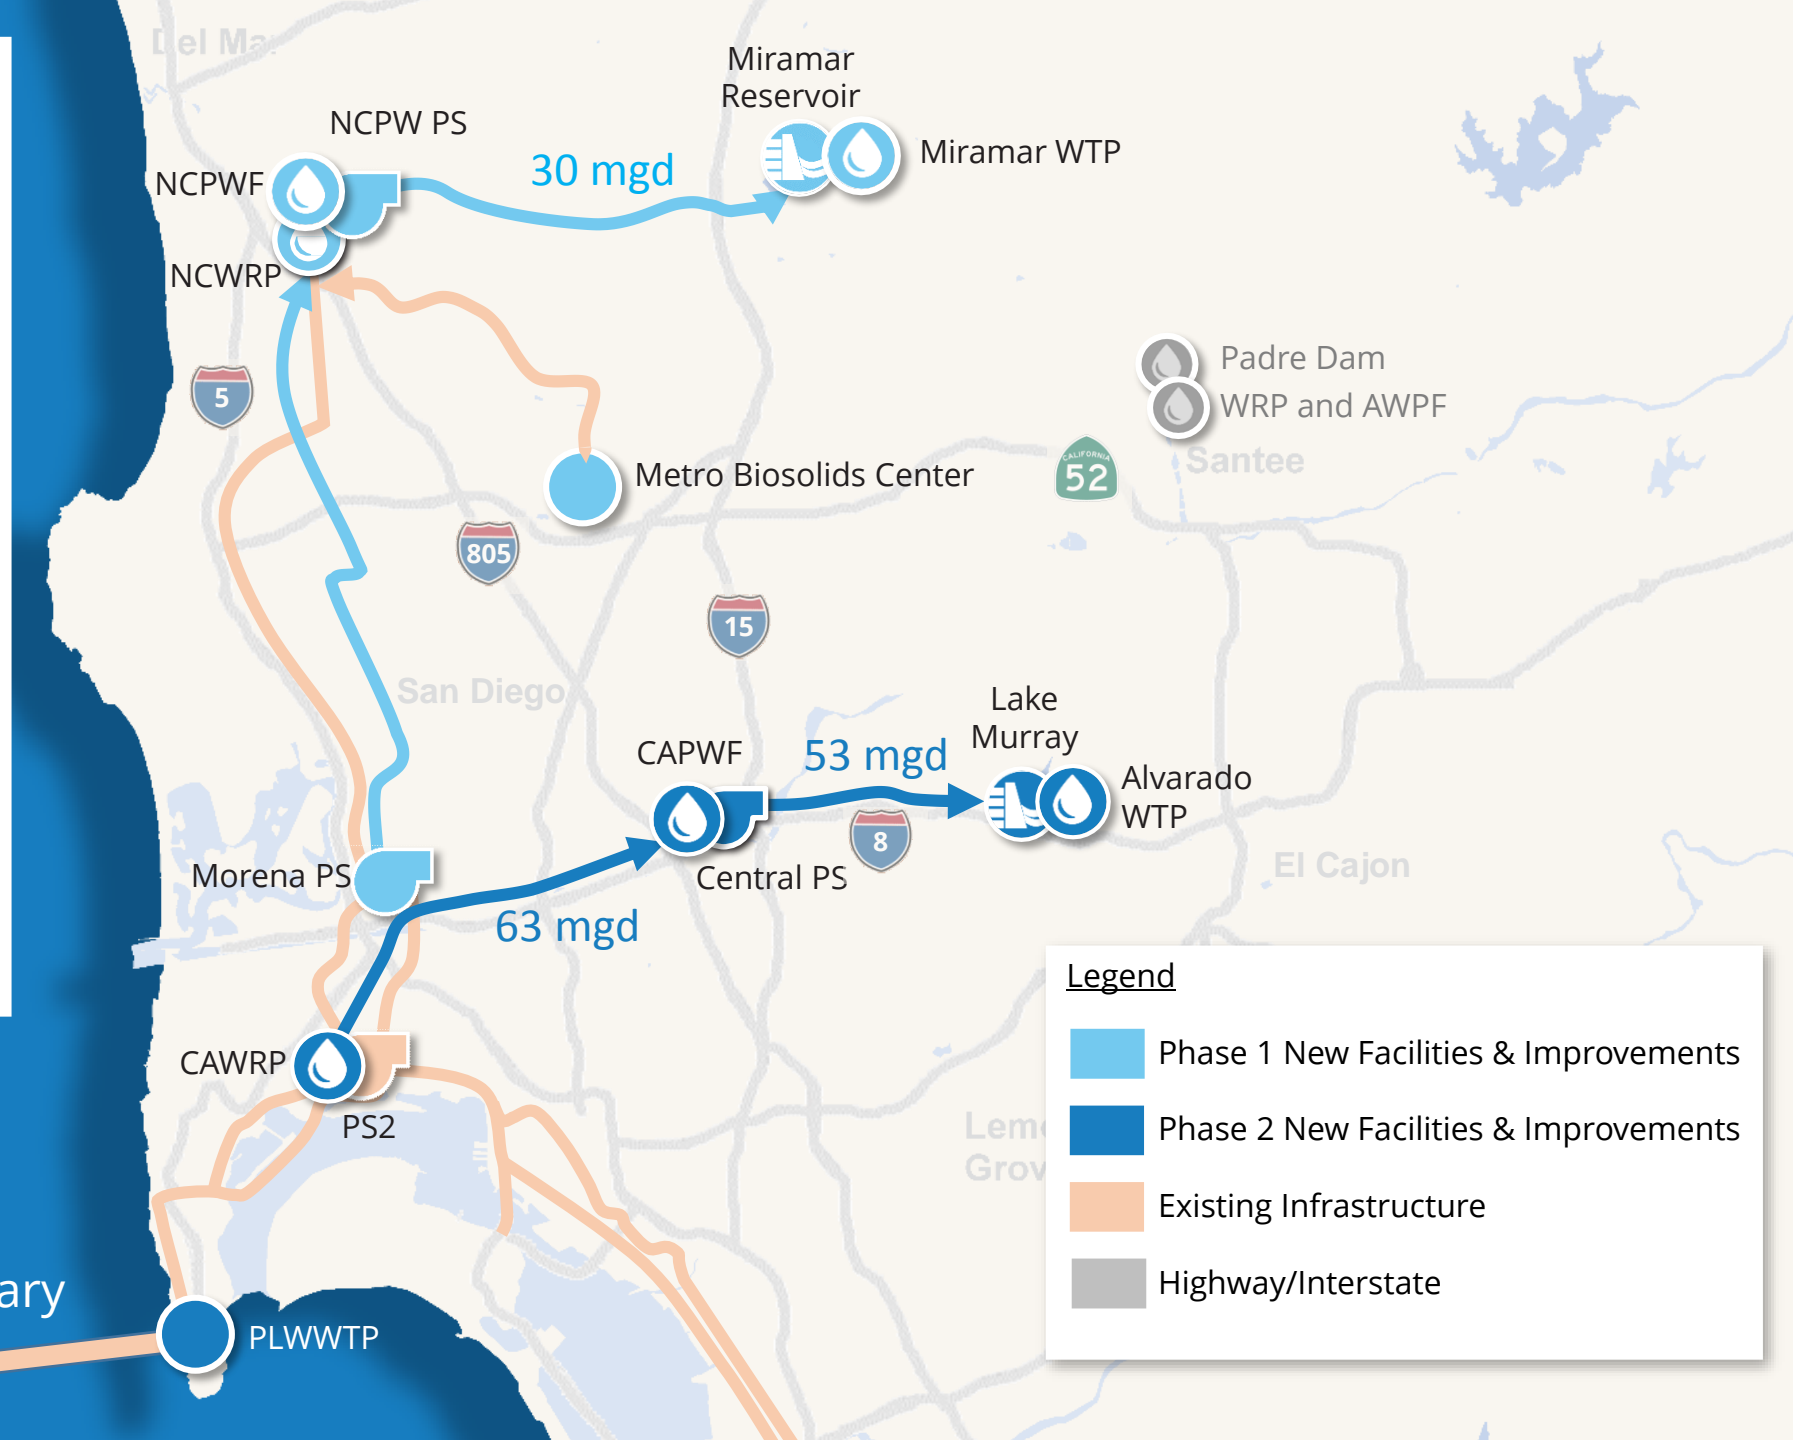 Miramar
Reservoir
NCPW PS
30 mgd
Miramar WTP
NCPWF
NCWRP
5
Padre Dam
WRP and AWPF
CALIFORNIA
52
Santee
Metro Biosolids Center
805
15
San Diego
Lake
Murray
CAPWF
53 mgd
Alvarado
WTP
8
Morena PS
Central PS
El Cajon
63 mgd
CAWRP
PS2
PLWWTP
Legend
Phase 1 New Facilities & Improvements
Phase 2 New Facilities & Improvements
Existing Infrastructure
Highway/Interstate